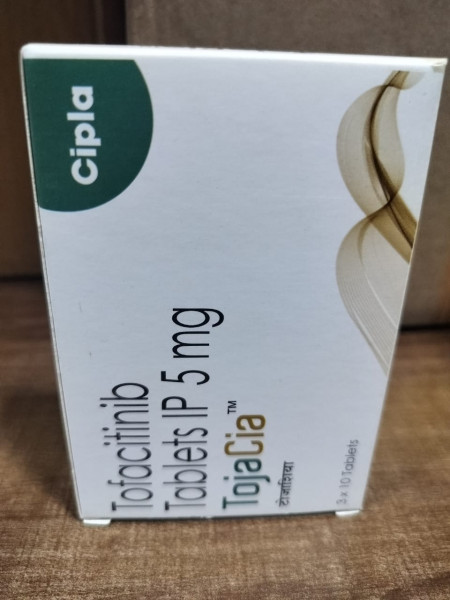 Cipla
Tofacitinib
Tablets IP 5 mg
TojaCia™
टोजाशिया
3 x 10 Tablets